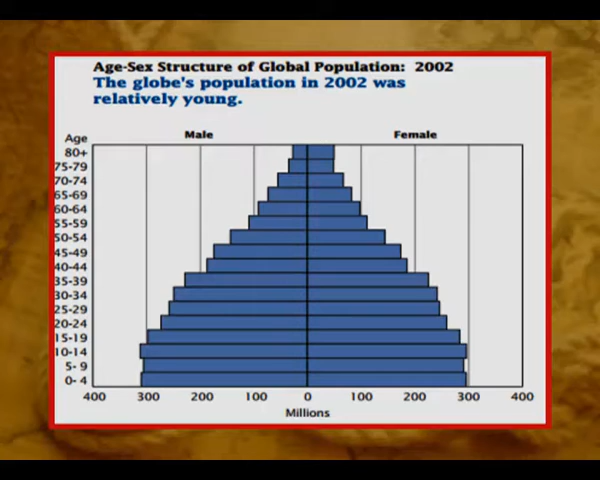 Age-Sex Structure of Global Population: 2002
The globe's population in 2002 was
relatively young.
Age Male Female
80+
75-79
70-74
65-69
60-64
55-59
50-54
45-49
40-44
35-39
30-34
25-29
20-24
15-19
10-14
5- 9
0- 4
400 300 200 100 0 100 200 300 400
Millions